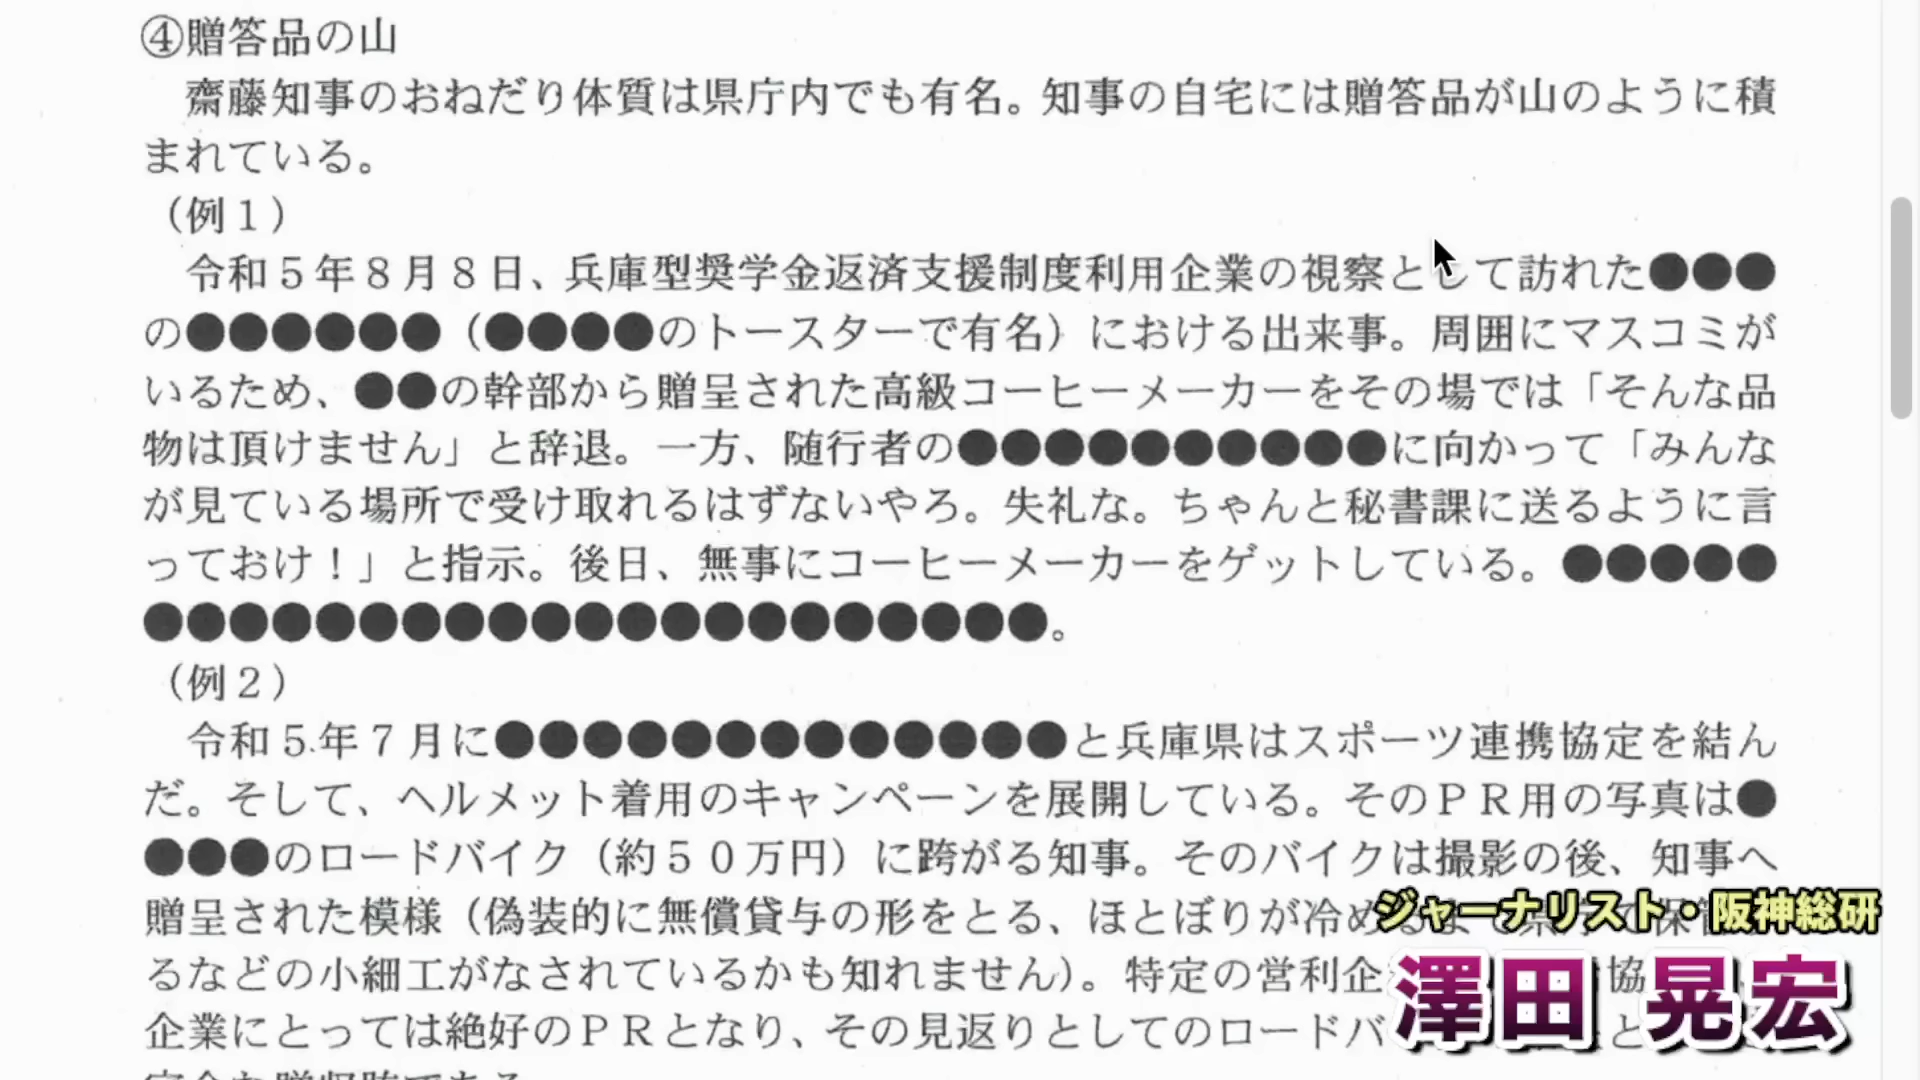 ④贈答品の山
齋藤知事のおねだり体質は県庁内でも有名。知事の自宅には贈答品が山のように積
まれている。
（例１）
令和５年８月８日、兵庫型奨学金返済支援制度利用企業の視察として訪れた●●●
の●●●●●●（●●●●のトースターで有名）における出来事。周囲にマスコミが
いるため、●●の幹部から贈呈された高級コーヒーメーカーをその場では「そんな品
物は頂けません」と辞退。一方、随行者の●●●●●●●●●●に向かって「みんな
が見ている場所で受け取れるはずないやろ。失礼な。ちゃんと秘書課に送るように言
っておけ！」と指示。後日、無事にコーヒーメーカーをゲットしている。●●●●●
●●●●●●●●●●●●●●●●●●●●●。
（例２）
令和５年７月に●●●●●●●●●●●●●と兵庫県はスポーツ連携協定を結ん
だ。そして、ヘルメット着用のキャンペーンを展開している。そのＰＲ用の写真は●
●●●のロードバイク（約５０万円）に跨がる知事。そのバイクは撮影の後、知事へ
贈呈された模様（偽装的に無償貸与の形をとる、ほとぼりが冷め
るなどの小細工がなされているかも知れません）。特定の営利企
企業にとっては絶好のＰＲとなり、その見返りとしてのロードバ
ジャーナリスト・阪神総研
澤田 晃宏